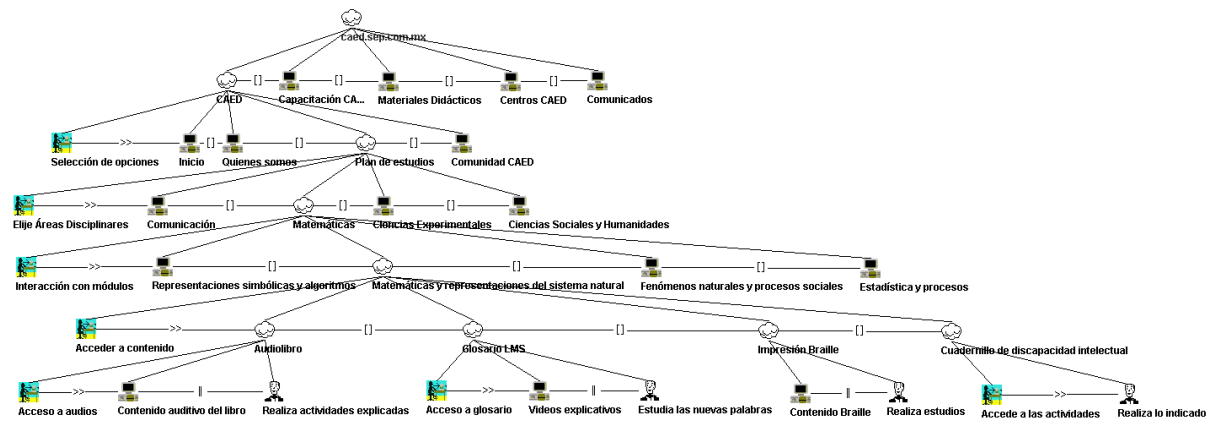 caed.sep.com.mx
[] [] [] []
CAED Capacitación CA... Materiales Didácticos Centros CAED Comunicados
>> [] [] [] []
Selección de opciones Inicio Quienes somos Plan de estudios Comunidad CAED
>> [] [] []
Elije Áreas Disciplinares Comunicación Matemáticas Ciencias Experimentales Ciencias Sociales y Humanidades
>> [] [] []
Interacción con módulos Representaciones simbólicas y algoritmos Matemáticas y representaciones del sistema natural Fenómenos naturales y procesos sociales Estadística y procesos
>> [] [] []
Acceder a contenido Audiolibro Glosario LMS Impresión Braille Cuadernillo de discapacidad intelectual
>> || >> || || >>
Acceso a audios Contenido auditivo del libro Realiza actividades explicadas Acceso a glosario Videos explicativos Estudia las nuevas palabras Contenido Braille Realiza estudios Accede a las actividades Realiza lo indicado